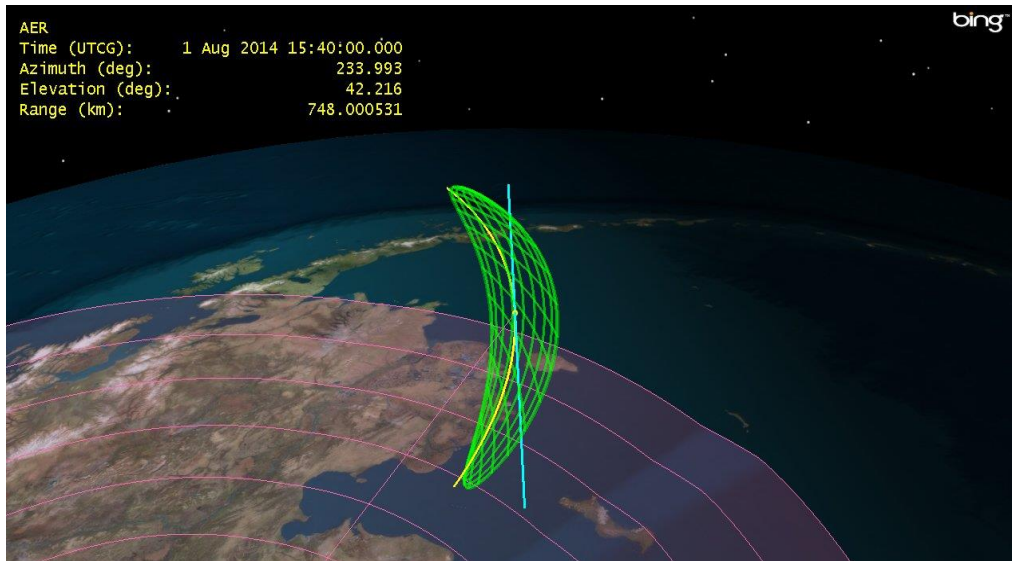 AER
Time (UTCG): 1 Aug 2014 15:40:00.000
Azimuth (deg): 233.993
Elevation (deg): 42.216
Range (km): 748.000531
bing™